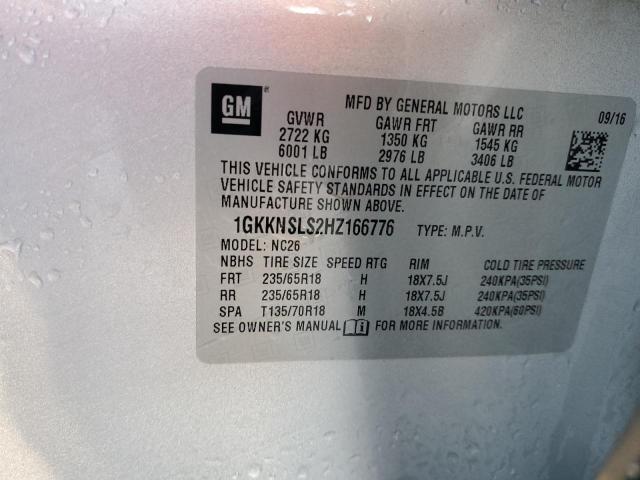 GM ®
MFD BY GENERAL MOTORS LLC 09/16
GVWR GAWR FRT GAWR RR
2722 KG 1350 KG 1545 KG
6001 LB 2976 LB 3406 LB
THIS VEHICLE CONFORMS TO ALL APPLICABLE U.S. FEDERAL MOTOR
VEHICLE SAFETY STANDARDS IN EFFECT ON THE DATE OF
MANUFACTURE SHOWN ABOVE.
1GKKNSLS2HZ166776 TYPE: M.P.V.
MODEL: NC26
NBHS TIRE SIZE SPEED RTG RIM COLD TIRE PRESSURE
FRT 235/65R18 H 18X7.5J 240KPA(35PSI)
RR 235/65R18 H 18X7.5J 240KPA(35PSI)
SPA T135/70R18 M 18X4.5B 420KPA(60PSI)
SEE OWNER'S MANUAL FOR MORE INFORMATION.